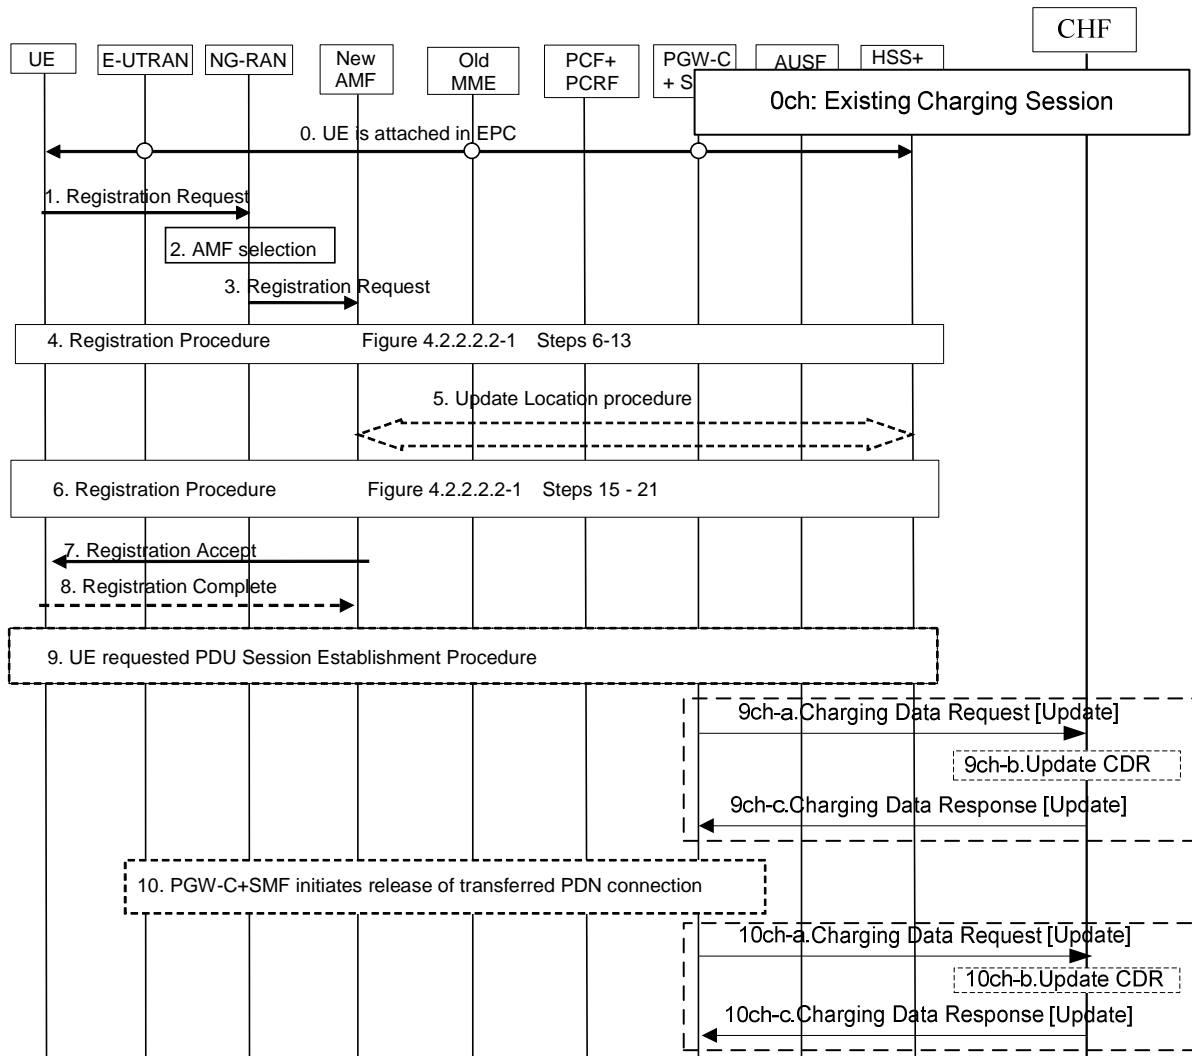 CHF
UE
E-UTRAN
NG-RAN
New
AMF
Old
MME
PCF+
PCRF
PGW-C
+ S
AUSF
HSS+
0ch: Existing Charging Session
0. UE is attached in EPC
1. Registration Request
2. AMF selection
3. Registration Request
4. Registration Procedure Figure 4.2.2.2.2-1 Steps 6-13
5. Update Location procedure
6. Registration Procedure Figure 4.2.2.2.2-1 Steps 15 - 21
7. Registration Accept
8. Registration Complete
9. UE requested PDU Session Establishment Procedure
9ch-a.Charging Data Request [Update]
9ch-b.Update CDR
9ch-c.Charging Data Response [Update]
10. PGW-C+SMF initiates release of transferred PDN connection
10ch-a.Charging Data Request [Update]
10ch-b.Update CDR
10ch-c.Charging Data Response [Update]